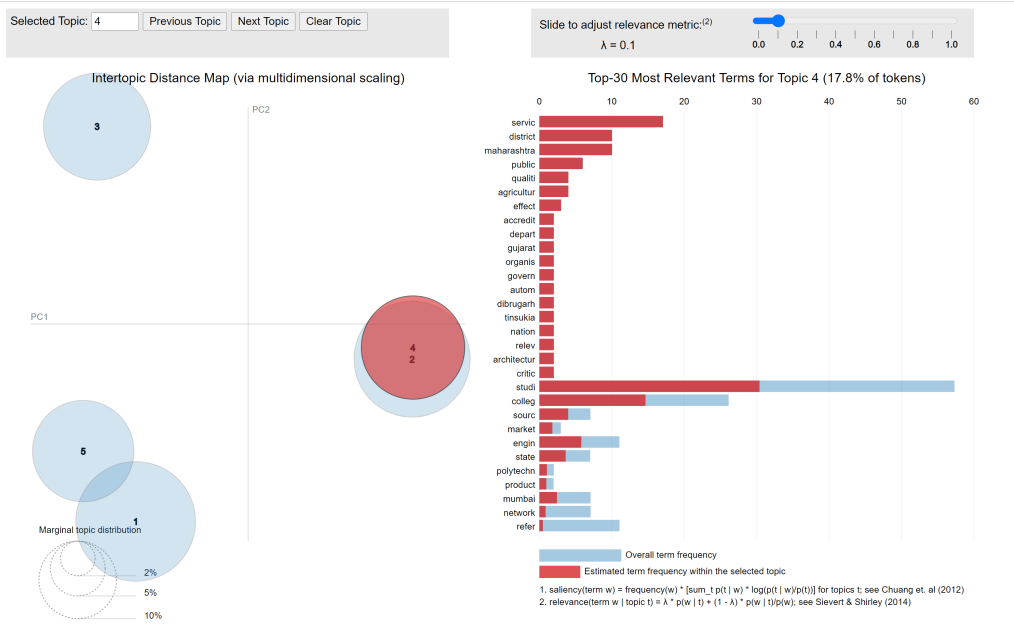 Selected Topic: 4 Previous Topic Next Topic Clear Topic
Slide to adjust relevance metric:(2)
λ = 0.1
0.0 0.2 0.4 0.6 0.8 1.0
Intertopic Distance Map (via multidimensional scaling)
PC2
PC1
3
4
2
5
1
Marginal topic distribution
2%
5%
10%
Top-30 Most Relevant Terms for Topic 4 (17.8% of tokens)
0 10 20 30 40 50 60
servic
district
maharashtra
public
qualiti
agricultur
effect
accredit
depart
gujarat
organis
govern
autom
dibrugarh
tinsukia
nation
relev
architectur
critic
studi
colleg
sourc
market
engin
state
polytechn
product
mumbai
network
refer
Overall term frequency
Estimated term frequency within the selected topic
1. saliency(term w) = frequency(w) * [sum_t p(t | w) * log(p(t | w)/p(t))] for topics t; see Chuang et. al (2012)
2. relevance(term w | topic t) = λ * p(w | t) + (1 - λ) * p(w | t)/p(w); see Sievert & Shirley (2014)